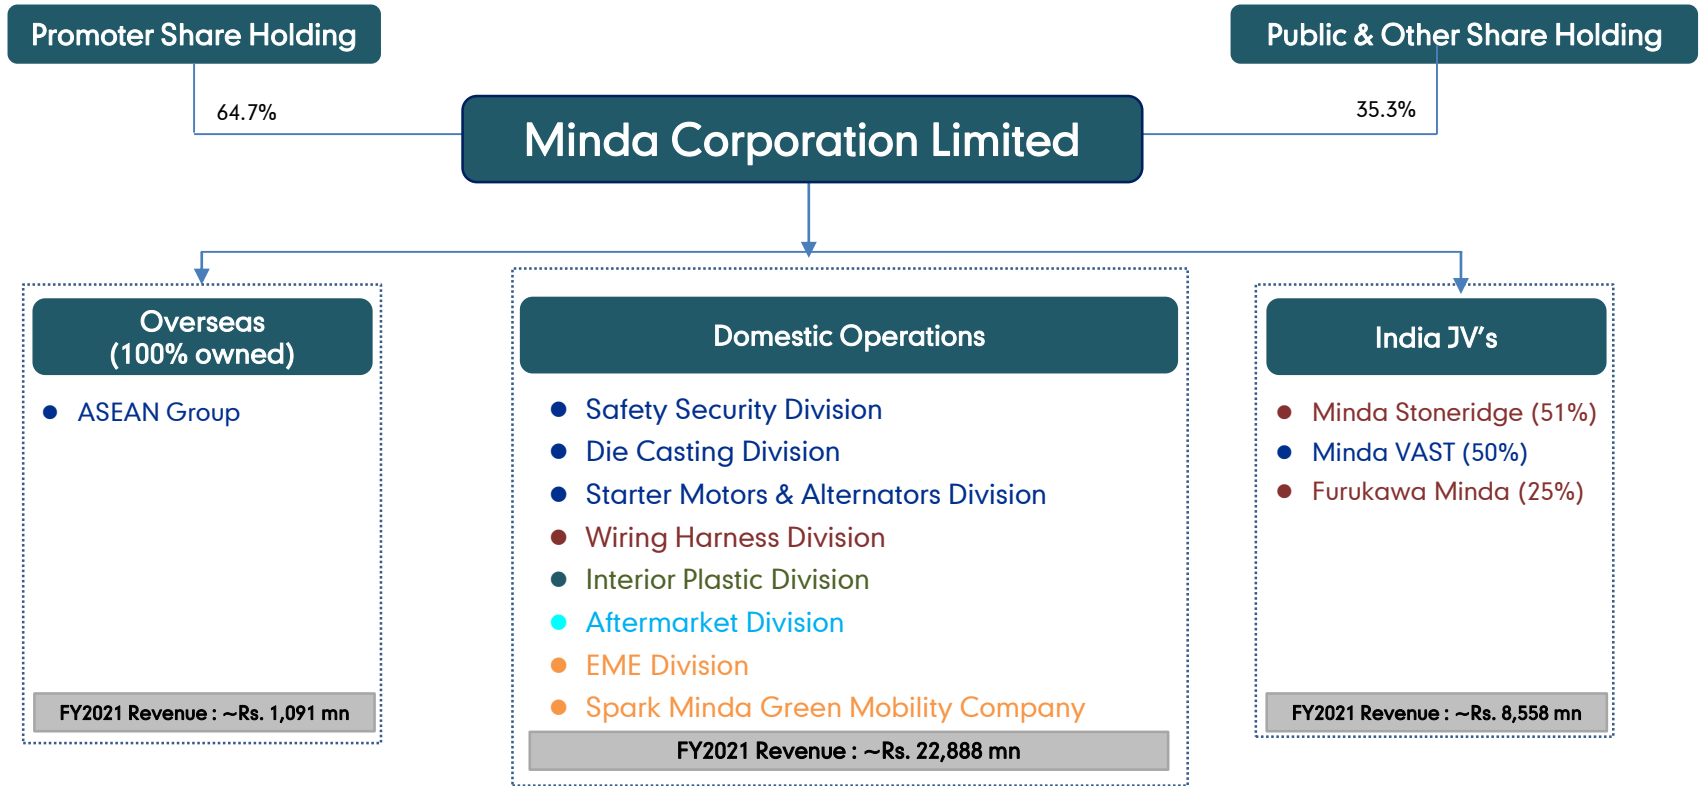 Promoter Share Holding
Public & Other Share Holding
64.7%
35.3%
Minda Corporation Limited
Overseas
(100% owned)
ASEAN Group
FY2021 Revenue : ~Rs. 1,091 mn
Domestic Operations
Safety Security Division
Die Casting Division
Starter Motors & Alternators Division
Wiring Harness Division
Interior Plastic Division
Aftermarket Division
EME Division
Spark Minda Green Mobility Company
FY2021 Revenue : ~Rs. 22,888 mn
India JV’s
Minda Stoneridge (51%)
Minda VAST (50%)
Furukawa Minda (25%)
FY2021 Revenue : ~Rs. 8,558 mn